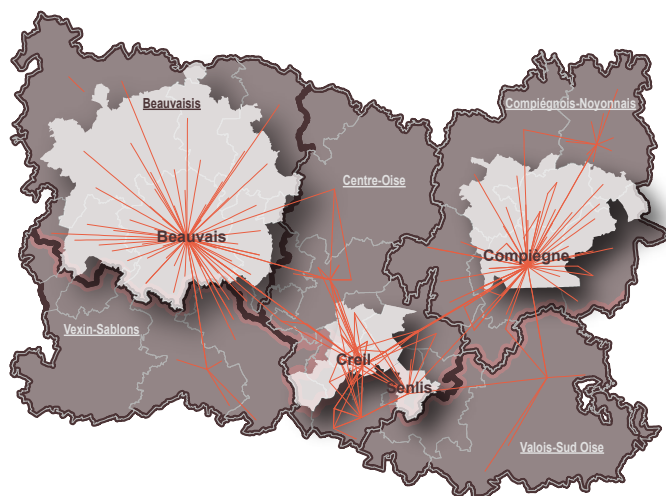 Beauvaisis
Compiégnois-Noyonnais
Centre-Oise
Beauvais
Compiègne
Vexin-Sablons
Creil
Senlis
Valois-Sud Oise